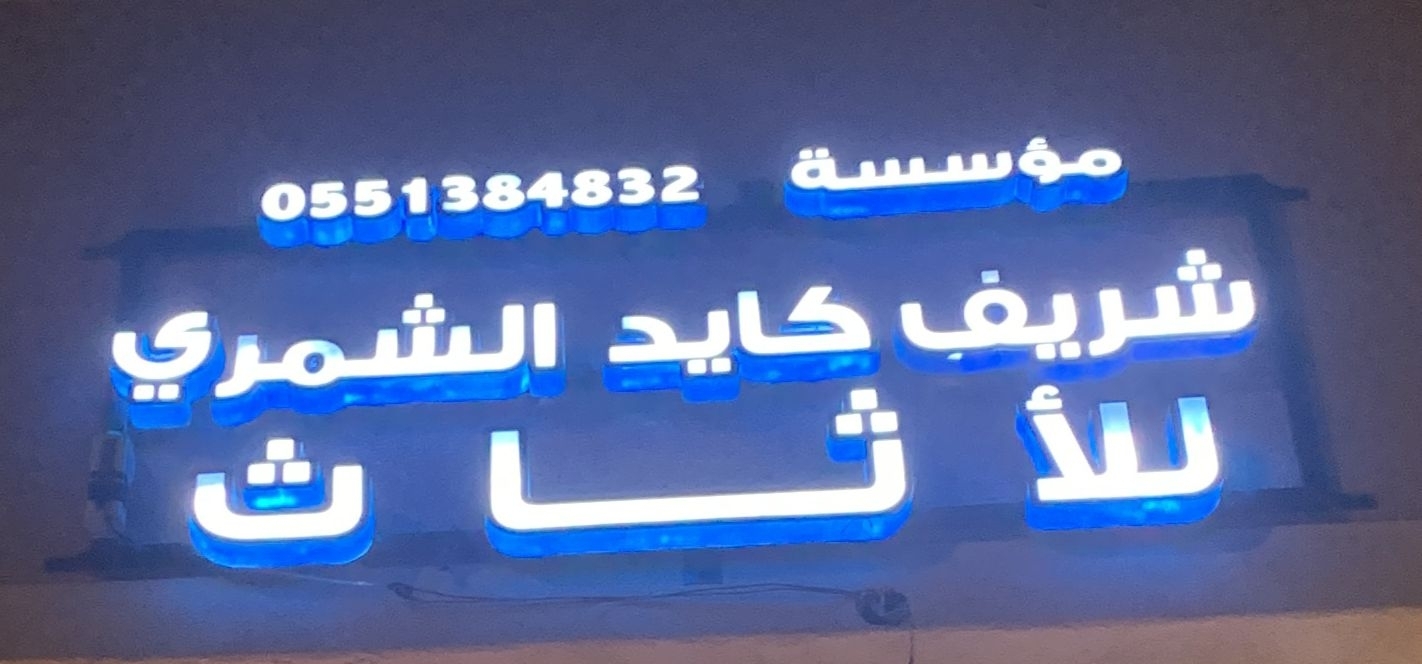 مؤسسة 0551384832
شريف كايد الشمري
للأثاث